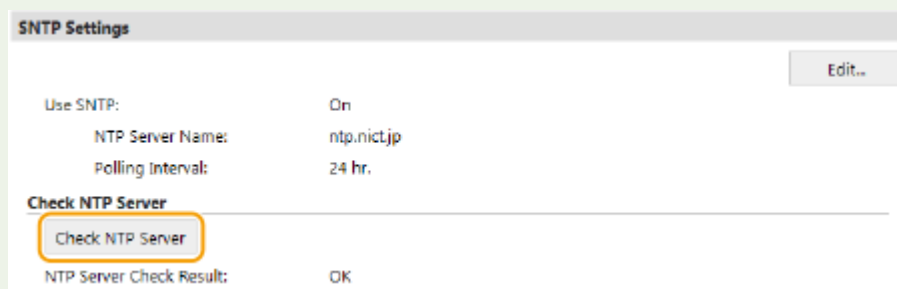 SNTP Settings
Edit...
Use SNTP: On
NTP Server Name: ntp.nict.jp
Polling Interval: 24 hr.
Check NTP Server
Check NTP Server
NTP Server Check Result: OK